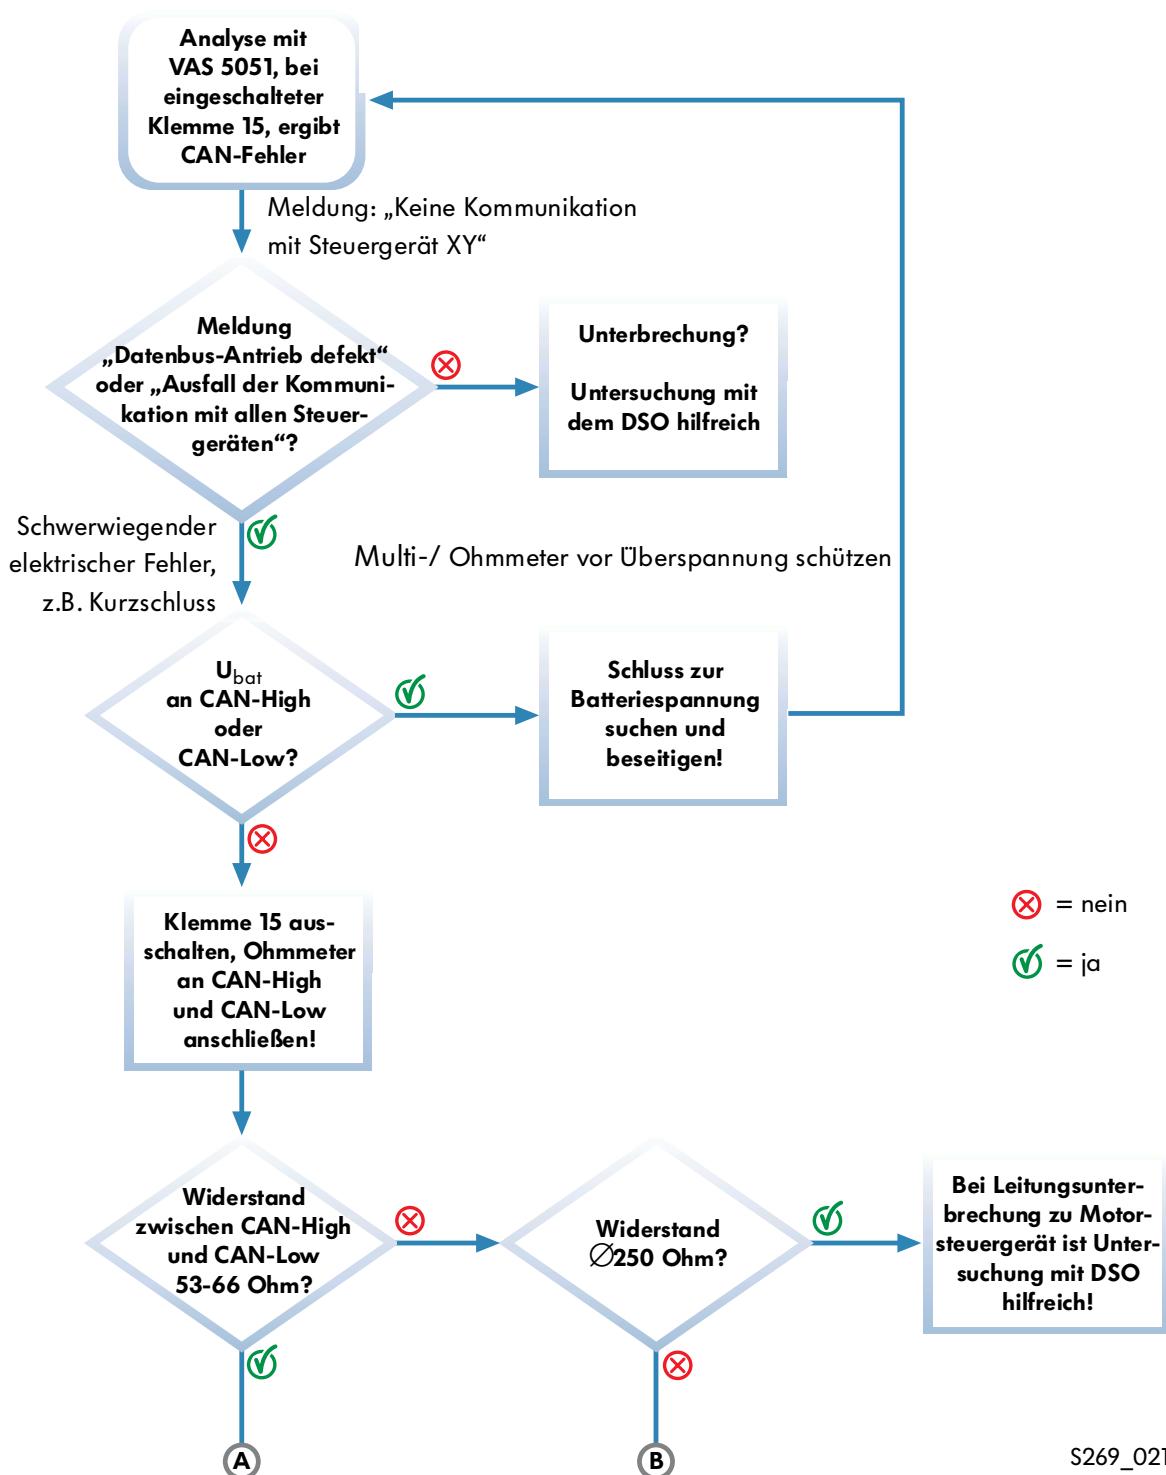 Analyse mit
VAS 5051, bei
eingeschalteter
Klemme 15, ergibt
CAN-Fehler
Meldung: „Keine Kommunikation
mit Steuergerät XY“
Meldung
„Datenbus-Antrieb defekt“
oder „Ausfall der Kommuni-
kation mit allen Steuer-
geräten“?
Unterbrechung?
Untersuchung mit
dem DSO hilfreich
Schwerwiegender
elektrischer Fehler,
z.B. Kurzschluss
Multi-/ Ohmmeter vor Überspannung schützen
Ubat
an CAN-High
oder
CAN-Low?
Schluss zur
Batteriespannung
suchen und
beseitigen!
Klemme 15 aus-
schalten, Ohmmeter
an CAN-High
und CAN-Low
anschließen!
= nein
= ja
Widerstand
zwischen CAN-High
und CAN-Low
53-66 Ohm?
Widerstand
∅250 Ohm?
Bei Leitungsunter-
brechung zu Motor-
steuergerät ist Unter-
suchung mit DSO
hilfreich!
A
B
S269_021